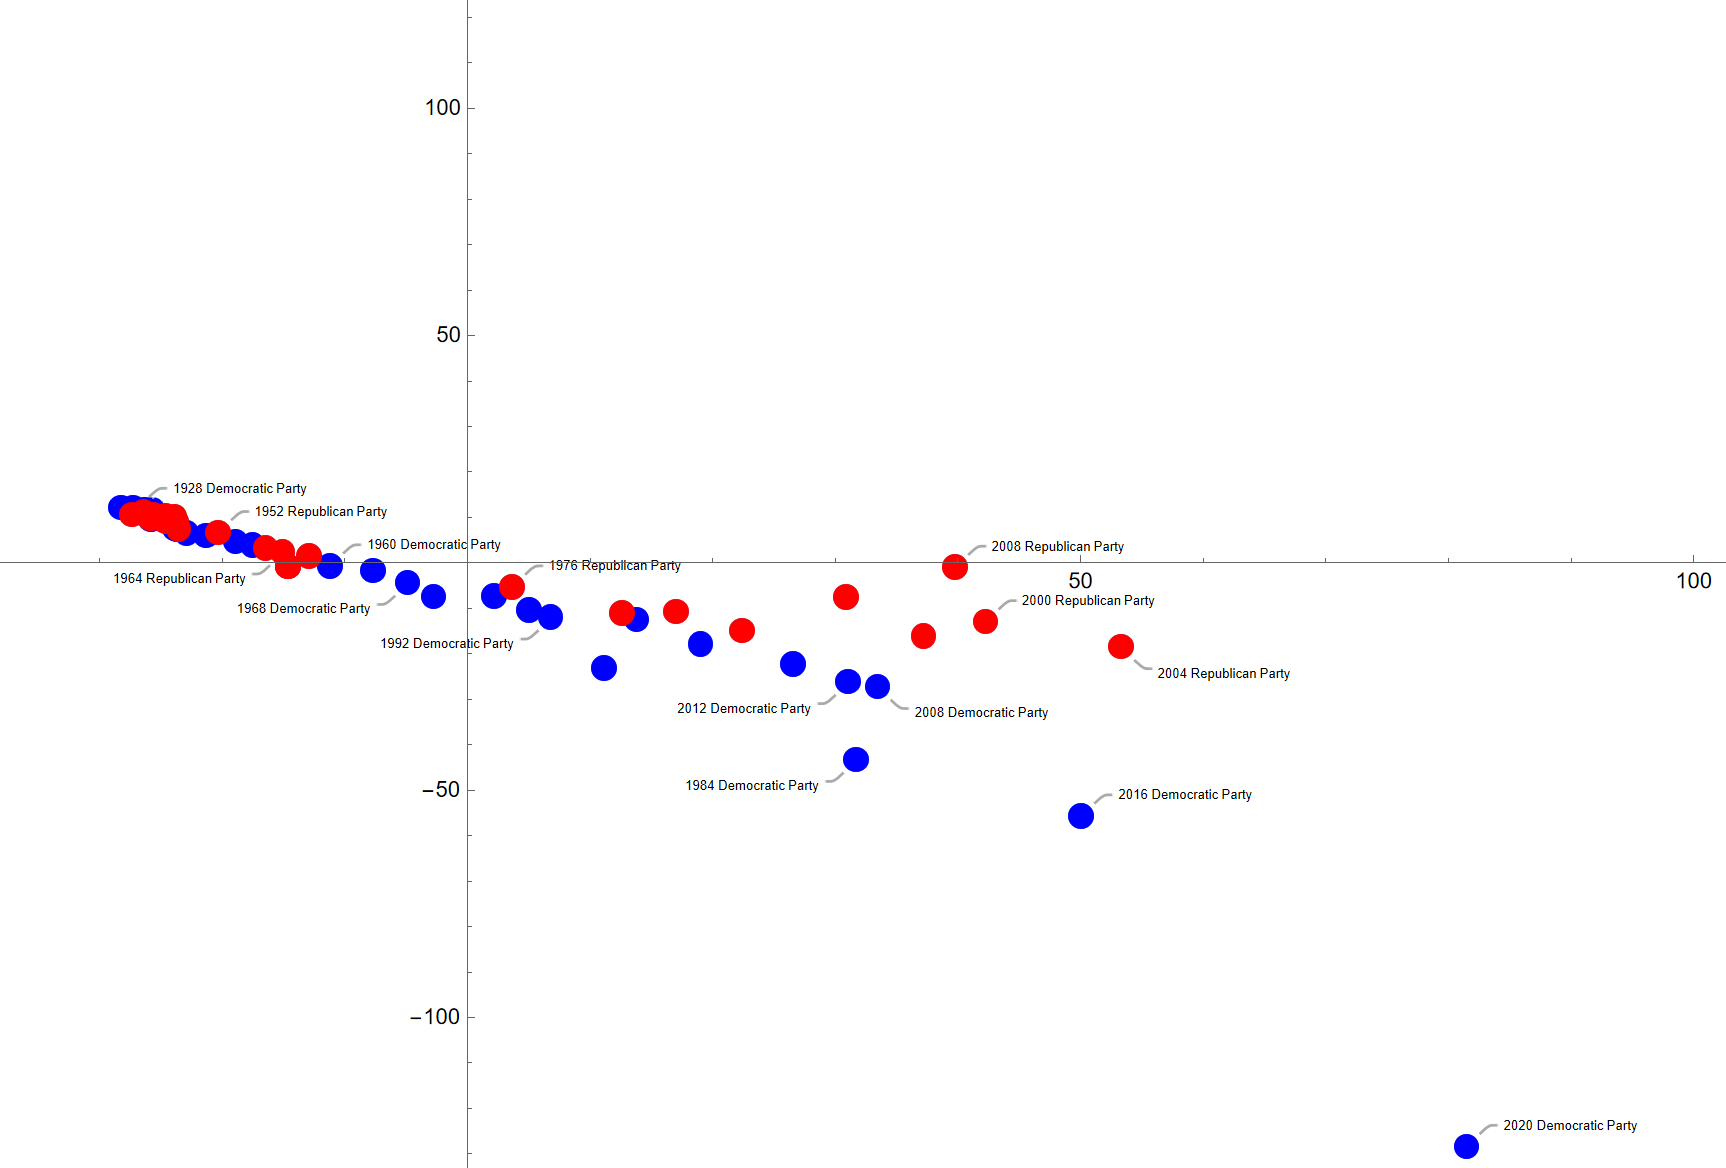 100
50
1928 Democratic Party
1952 Republican Party
1960 Democratic Party
2008 Republican Party
1976 Republican Party
1964 Republican Party
50
100
2000 Republican Party
1968 Democratic Party
1992 Democratic Party
2004 Republican Party
2012 Democratic Party
2008 Democratic Party
1984 Democratic Party
−50
2016 Democratic Party
−100
2020 Democratic Party